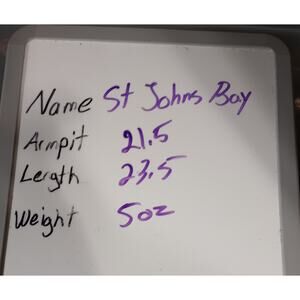 Name St Johns Bay
Armpit 21.5
Length 23.5
Weight 5oz